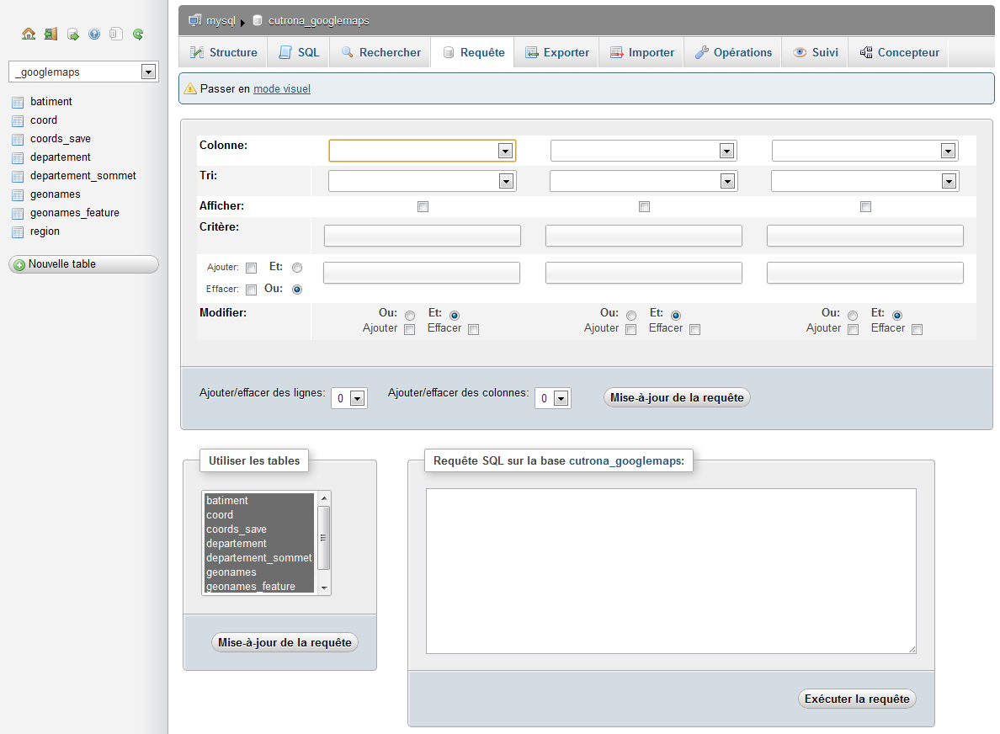 mysql cutrona_googlemaps
Structure SQL Rechercher Requête Exporter Importer Opérations Suivi Concepteur
Passer en mode visuel
_googlemaps
batiment
coord
coords_save
departement
departement_sommet
geonames
geonames_feature
region
Nouvelle table
Colonne:
Tri:
Afficher:
Critère:
Ajouter: Et:
Effacer: Ou:
Modifier: Ou: Et: Ou: Et: Ou: Et:
Ajouter Effacer Ajouter Effacer Ajouter Effacer
Ajouter/effacer des lignes: 0 Ajouter/effacer des colonnes: 0 Mise-à-jour de la requête
Utiliser les tables
batiment
coord
coords_save
departement
departement_sommet
geonames
geonames_feature
Mise-à-jour de la requête
Requête SQL sur la base cutrona_googlemaps:
Exécuter la requête